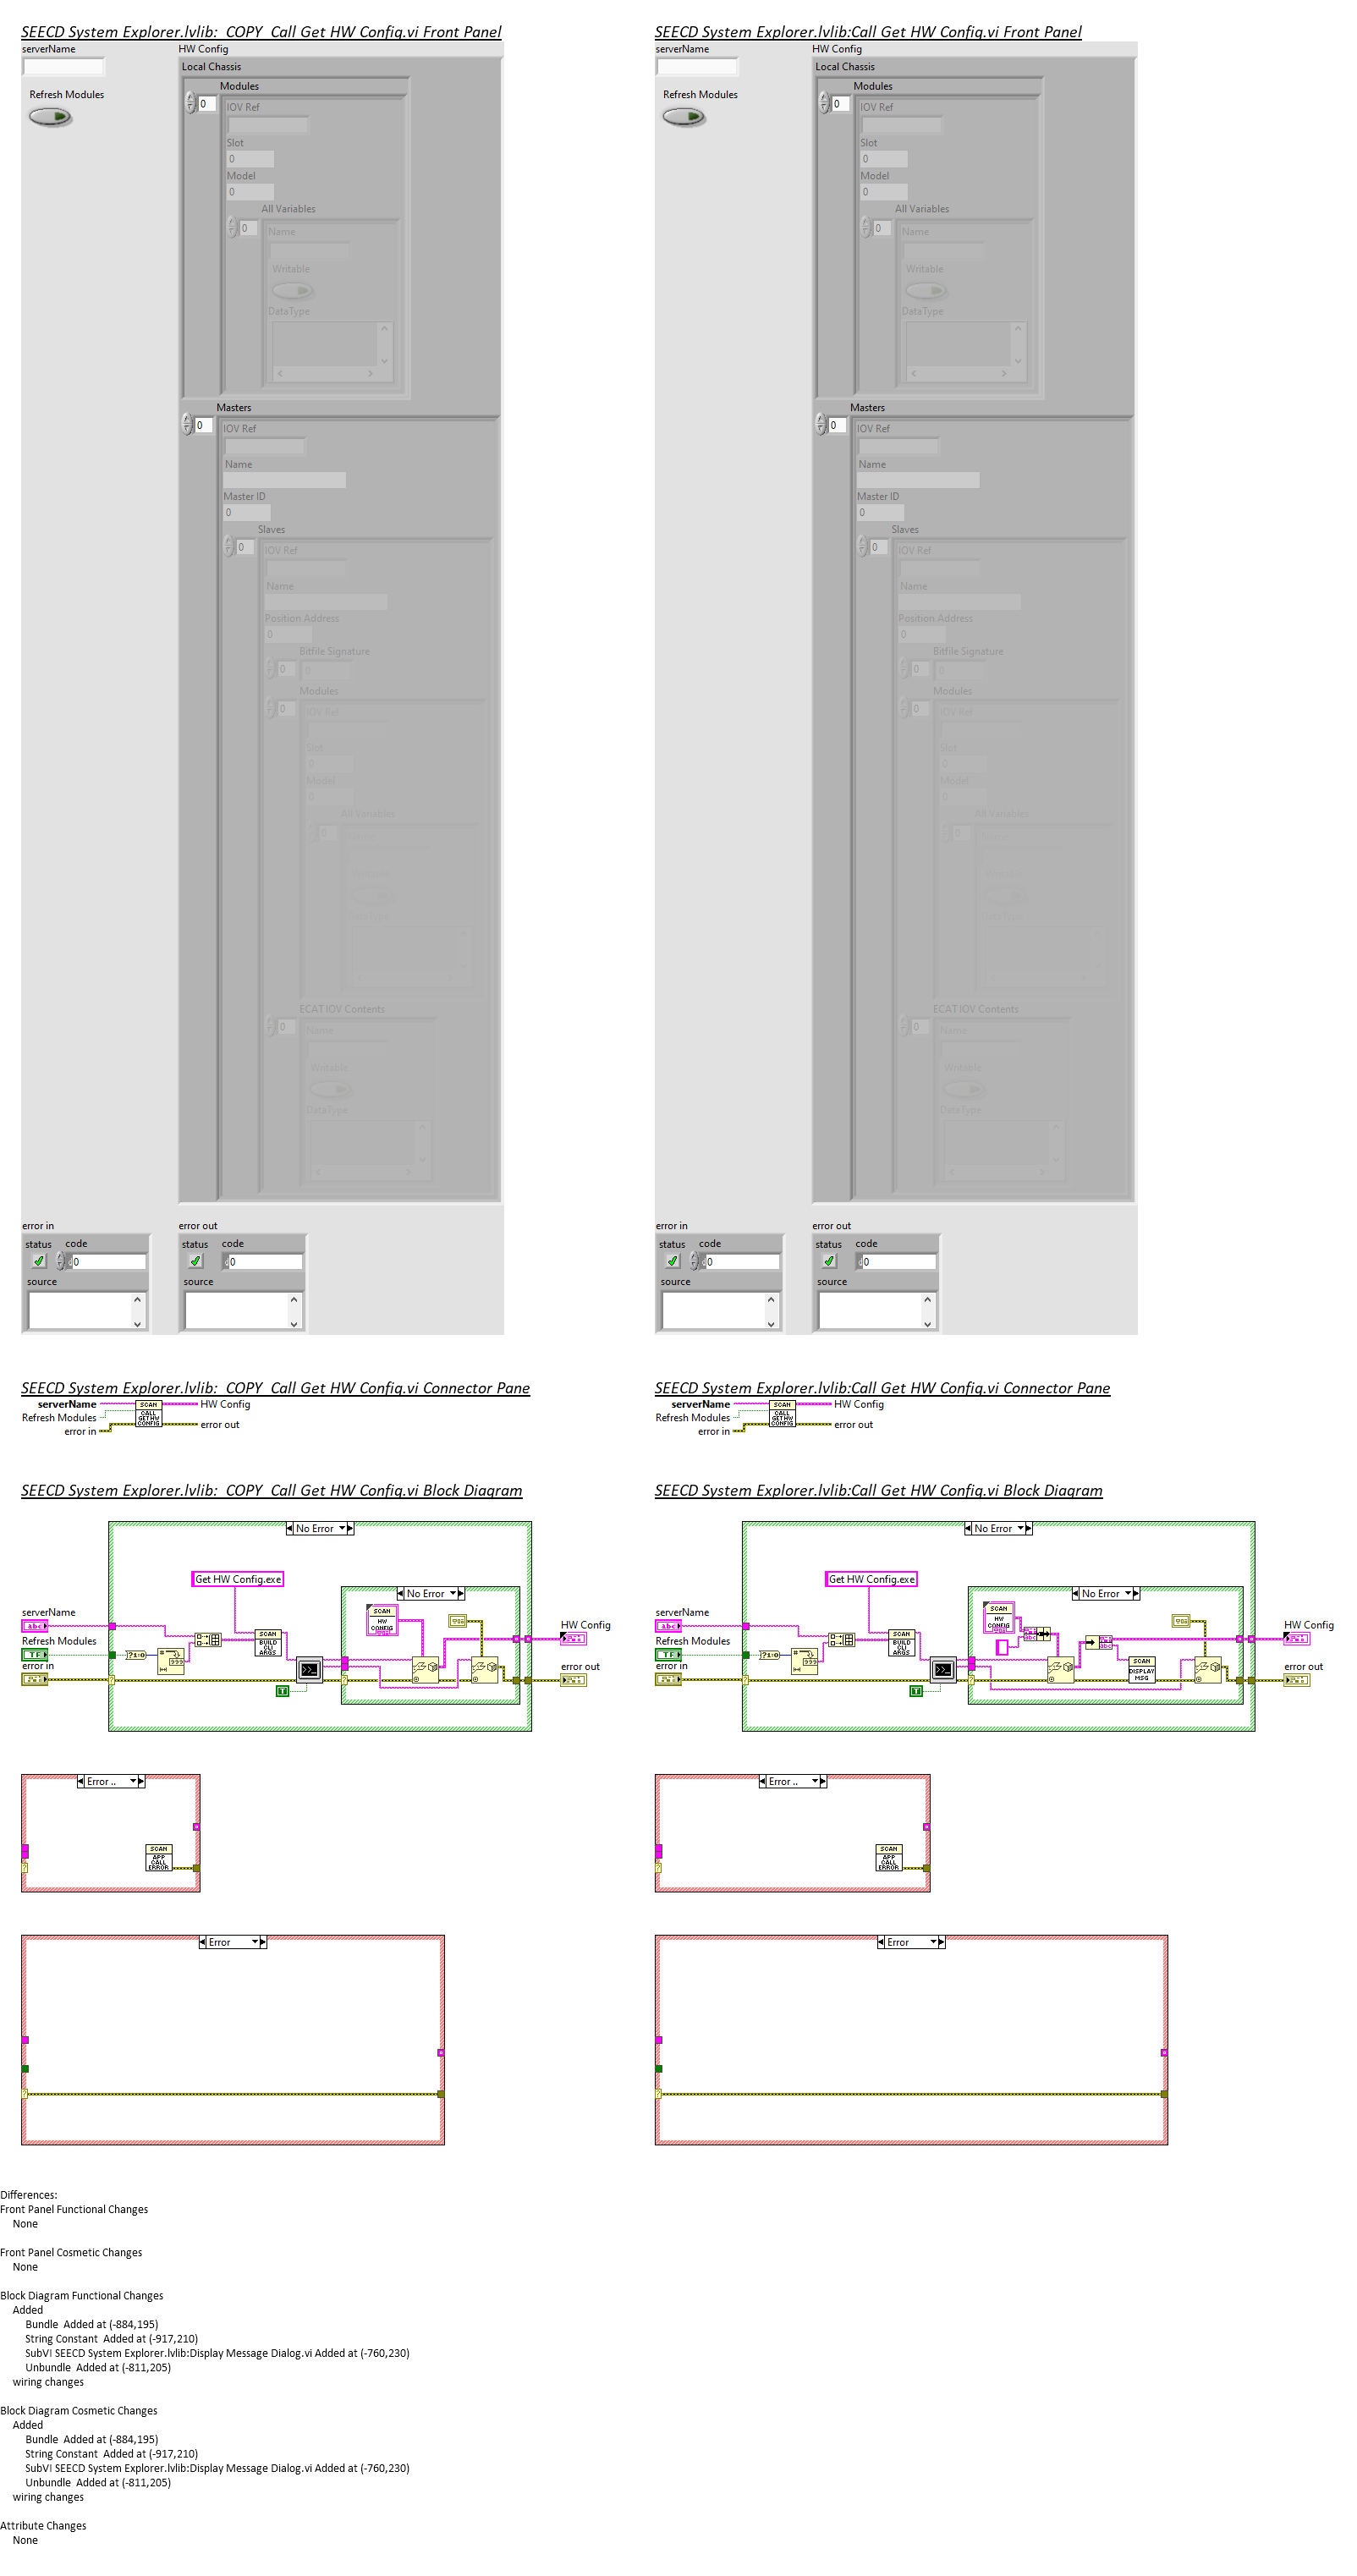 SEECD System Explorer.lvlib:_COPY_Call Get HW Config.vi Front Panel
serverName
HW Config
Local Chassis
Refresh Modules
Modules
0
IOV Ref
Slot
0
Model
0
All Variables
0
Name
Writable
DataType
Masters
0
IOV Ref
Name
Master ID
0
Slaves
0
IOV Ref
Name
Position Address
0
Bitfile Signature
0
0
Modules
0
IOV Ref
Slot
0
Model
0
All Variables
0
Name
Writable
DataType
ECAT IOV Contents
0
Name
Writable
DataType
error in
status
code
0
source
error out
status
code
0
source
SEECD System Explorer.lvlib:Call Get HW Config.vi Front Panel
serverName
HW Config
Local Chassis
Refresh Modules
Modules
0
IOV Ref
Slot
0
Model
0
All Variables
0
Name
Writable
DataType
Masters
0
IOV Ref
Name
Master ID
0
Slaves
0
IOV Ref
Name
Position Address
0
Bitfile Signature
0
0
Modules
0
IOV Ref
Slot
0
Model
0
All Variables
0
Name
Writable
DataType
ECAT IOV Contents
0
Name
Writable
DataType
error in
status
code
0
source
error out
status
code
0
source
SEECD System Explorer.lvlib:_COPY_Call Get HW Config.vi Connector Pane
serverName
Refresh Modules
error in
SCAN
CALL
GET HW
CONFIG
HW Config
error out
SEECD System Explorer.lvlib:Call Get HW Config.vi Connector Pane
serverName
Refresh Modules
error in
SCAN
CALL
GET HW
CONFIG
HW Config
error out
SEECD System Explorer.lvlib:_COPY_Call Get HW Config.vi Block Diagram
No Error
Get HW Config.exe
No Error
SCAN
HW
CONFIG
serverName
abc
Refresh Modules
TF
error in
?1:0
SCAN
BUILD
CLI
ARGS
T
HW Config
error out
SEECD System Explorer.lvlib:Call Get HW Config.vi Block Diagram
No Error
Get HW Config.exe
No Error
SCAN
HW
CONFIG
serverName
abc
Refresh Modules
TF
error in
?1:0
SCAN
BUILD
CLI
ARGS
T
SCAN
DISPLAY
MSG
HW Config
error out
Error ..
SCAN
APP
CALL
ERROR
Error ..
SCAN
APP
CALL
ERROR
Error
Error
Differences:
Front Panel Functional Changes
None
Front Panel Cosmetic Changes
None
Block Diagram Functional Changes
Added
Bundle  Added at (-884,195)
String Constant  Added at (-917,210)
SubVI SEECD System Explorer.lvlib:Display Message Dialog.vi Added at (-760,230)
Unbundle  Added at (-811,205)
wiring changes
Block Diagram Cosmetic Changes
Added
Bundle  Added at (-884,195)
String Constant  Added at (-917,210)
SubVI SEECD System Explorer.lvlib:Display Message Dialog.vi Added at (-760,230)
Unbundle  Added at (-811,205)
wiring changes
Attribute Changes
None